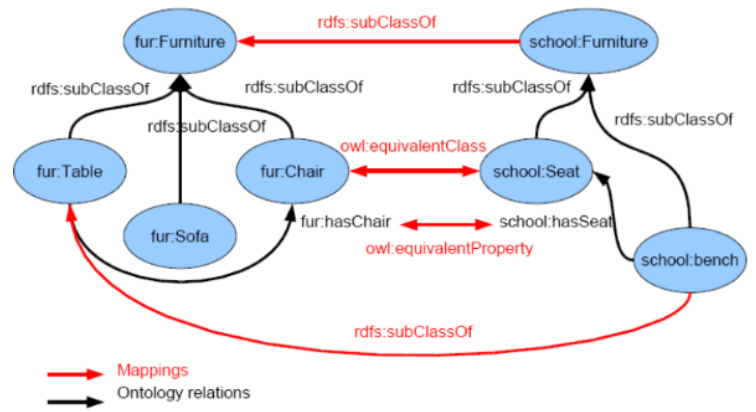 rdfs:subClassOf
fur:Furniture
school:Furniture
rdfs:subClassOf
rdfs:subClassOf
rdfs:subClassOf
rdfs:subClassOf
rdfs:subClassOf
owl:equivalentClass
fur:Table
fur:Chair
school:Seat
fur:hasChair
school:hasSeat
fur:Sofa
owl:equivalentProperty
school:bench
rdfs:subClassOf
Mappings
Ontology relations